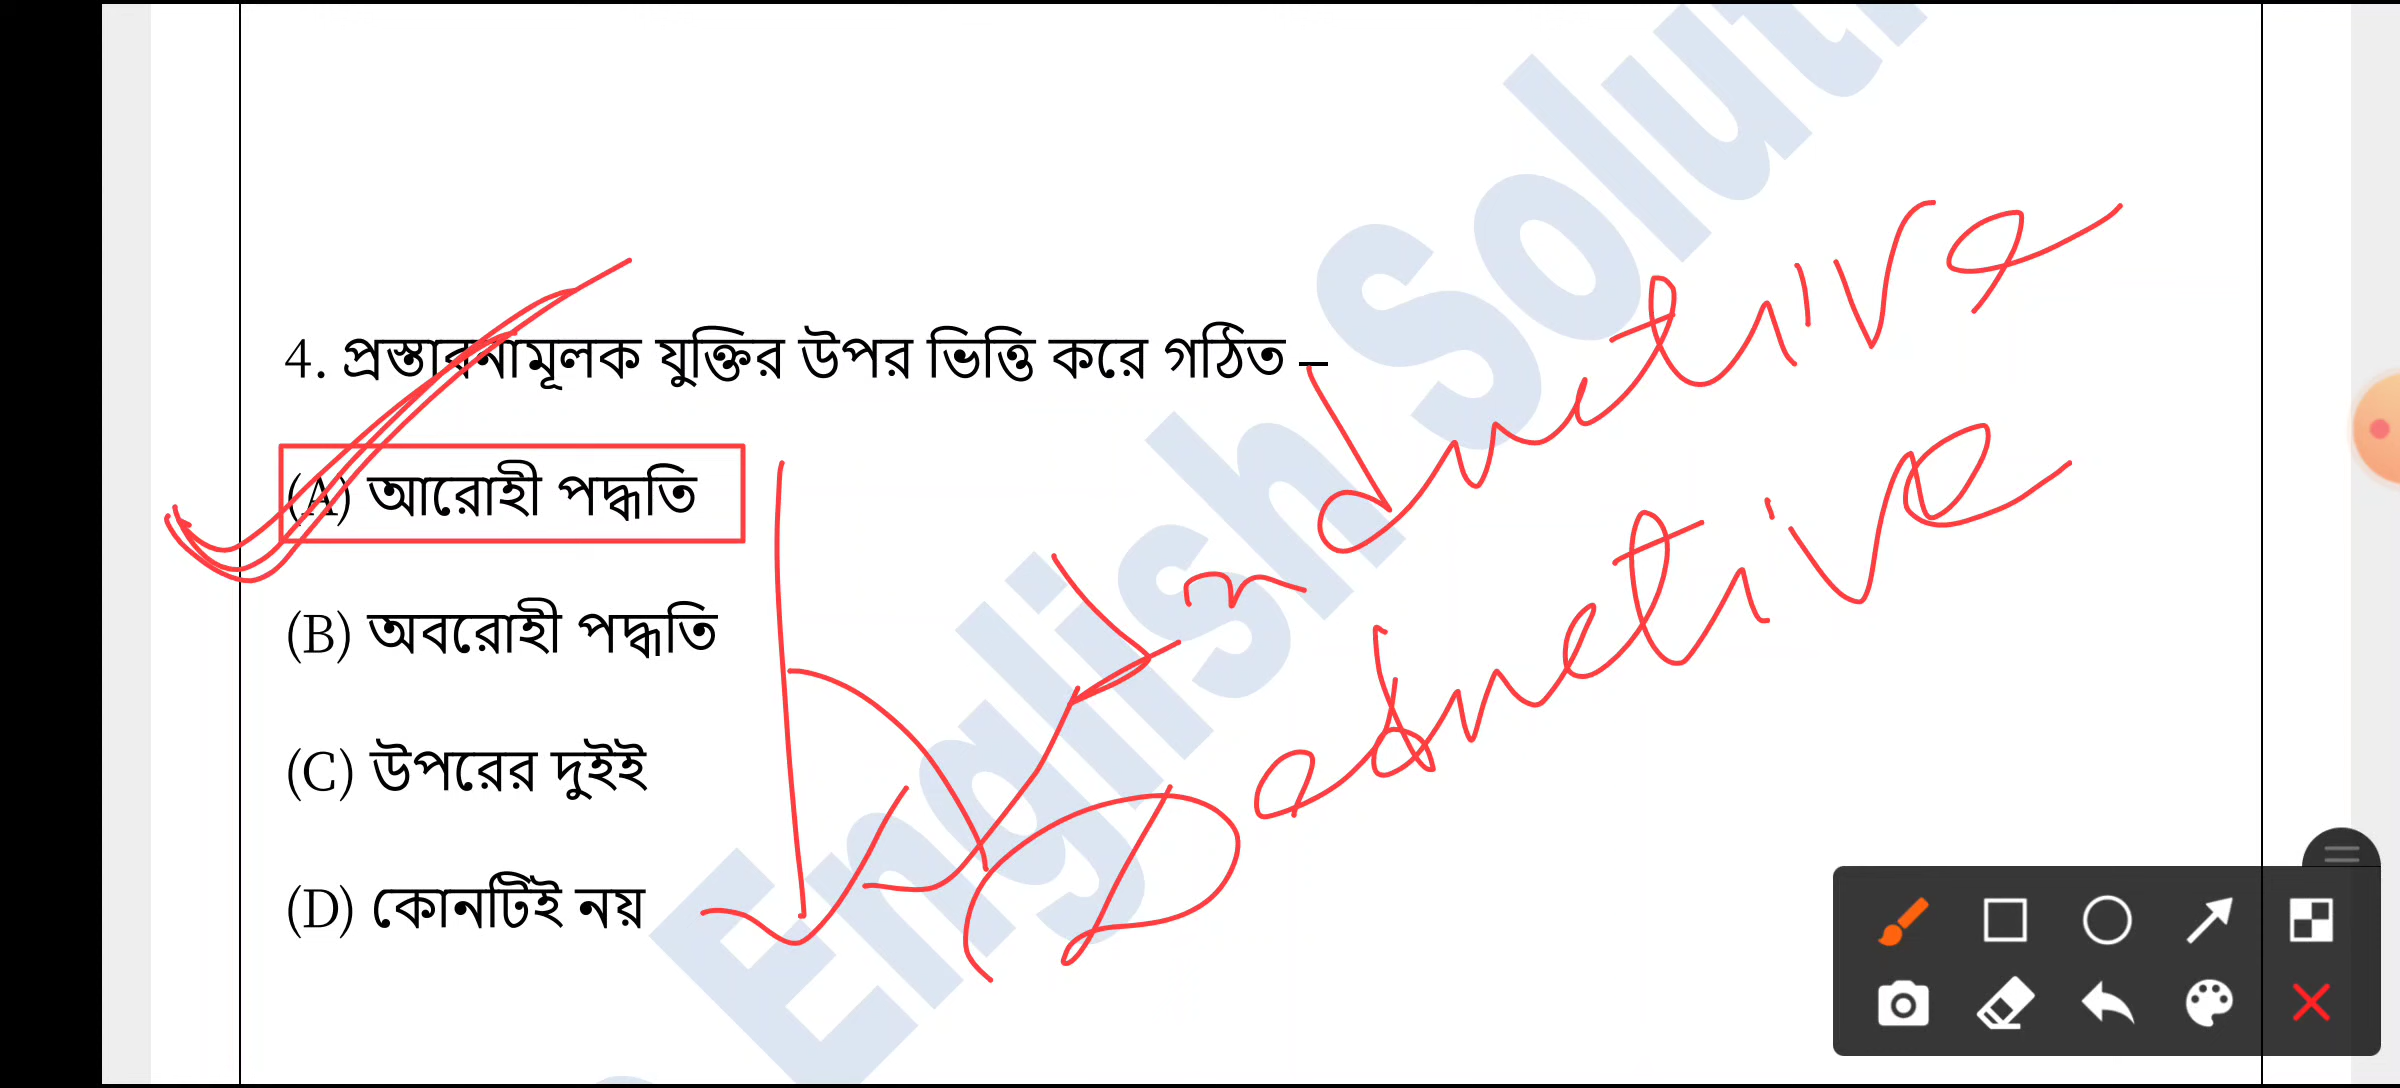 4. প্রস্তাবনামূলক যুক্তির উপর ভিত্তি করে গঠিত –
(A) আরোহী পদ্ধতি
(B) অবরোহী পদ্ধতি
(C) উপরের দুইই
(D) কোনটিই নয়
Inductive
Deductive
English Soluti